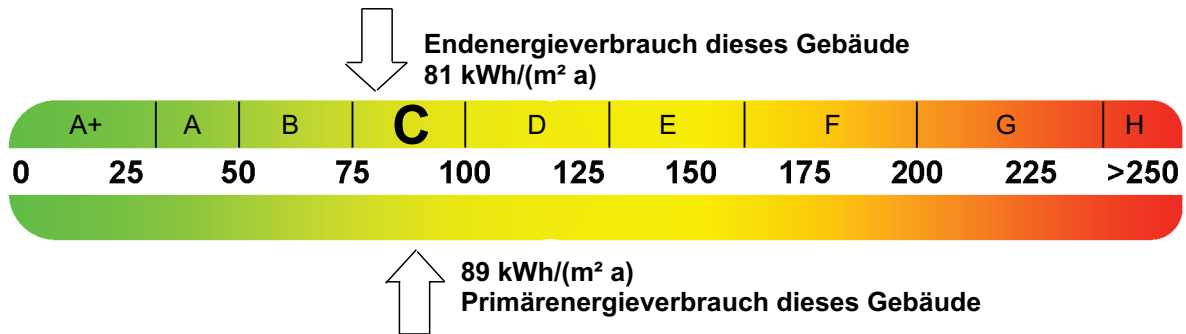 Endenergieverbrauch dieses Gebäude
81 kWh/(m² a)
A+ A B C D E F G H
0 25 50 75 100 125 150 175 200 225 >250
89 kWh/(m² a)
Primärenergieverbrauch dieses Gebäude